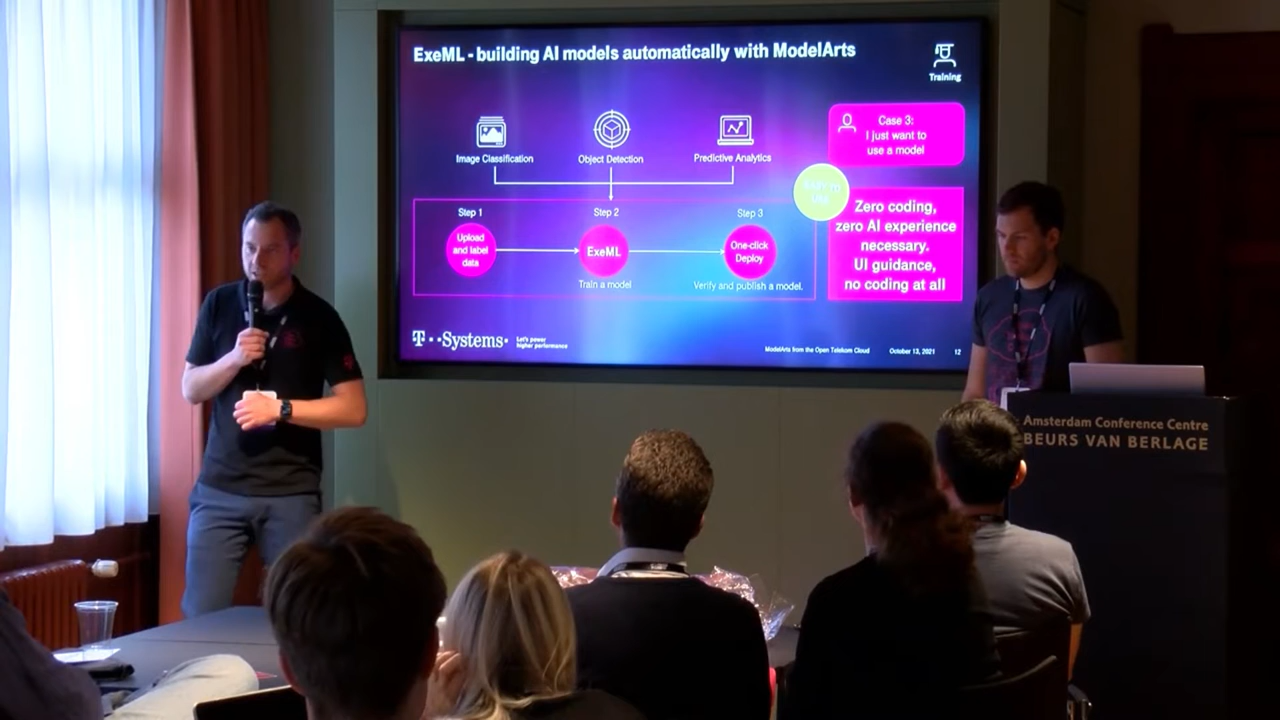 ExeML - building AI models automatically with ModelArts
Training
Image Classification
Object Detection
Predictive Analytics
Case 3:
I just want to
use a model
Step 1
Step 2
Step 3
Upload
and label
data
ExeML
One-click
Deploy
Train a model
Verify and publish a model.
Zero coding,
zero AI experience
necessary.
UI guidance,
no coding at all
T · ·Systems·
Let's power
higher performance
ModelArts from the Open Telekom Cloud
October 13, 2021
12
Amsterdam Conference Centre
BEURS VAN BERLAGE